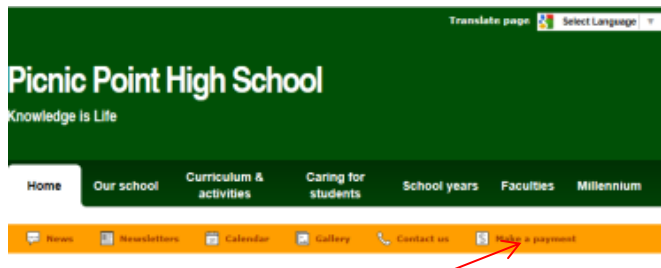 Translate page Select Language
Picnic Point High School
Knowledge is Life
Home Our school Curriculum & activities Caring for students School years Faculties Millennium
News Newsletters Calendar Gallery Contact us $ Make a payment